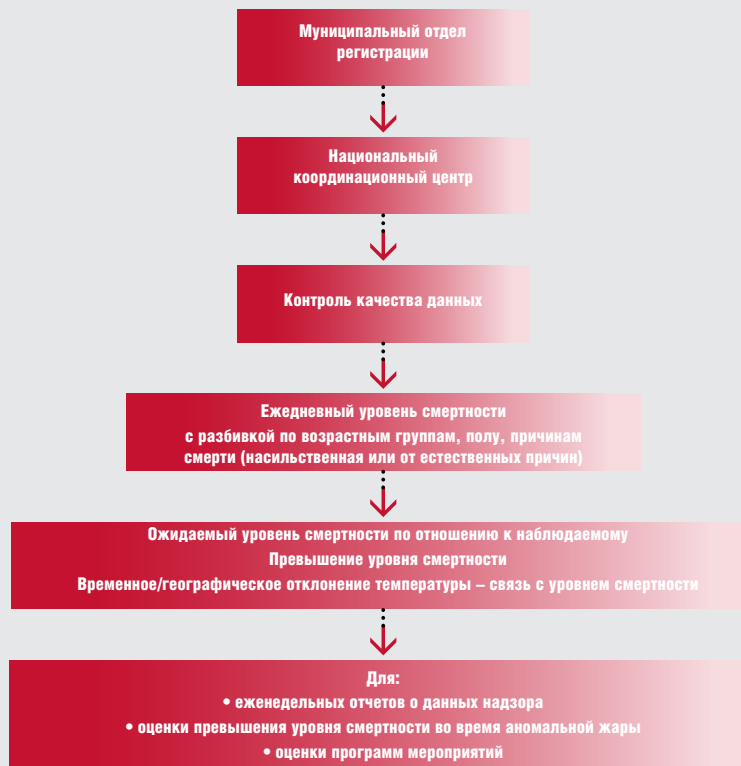 Муниципальный отдел
регистрации
Национальный
координационный центр
Контроль качества данных
Ежедневный уровень смертности
с разбивкой по возрастным группам, полу, причинам
смерти (насильственная или от естественных причин)
Ожидаемый уровень смертности по отношению к наблюдаемому
Превышение уровня смертности
Временное/географическое отклонение температуры – связь с уровнем смертности
Для:
• еженедельных отчетов о данных надзора
• оценки превышения уровня смертности во время аномальной жары
• оценки программ мероприятий